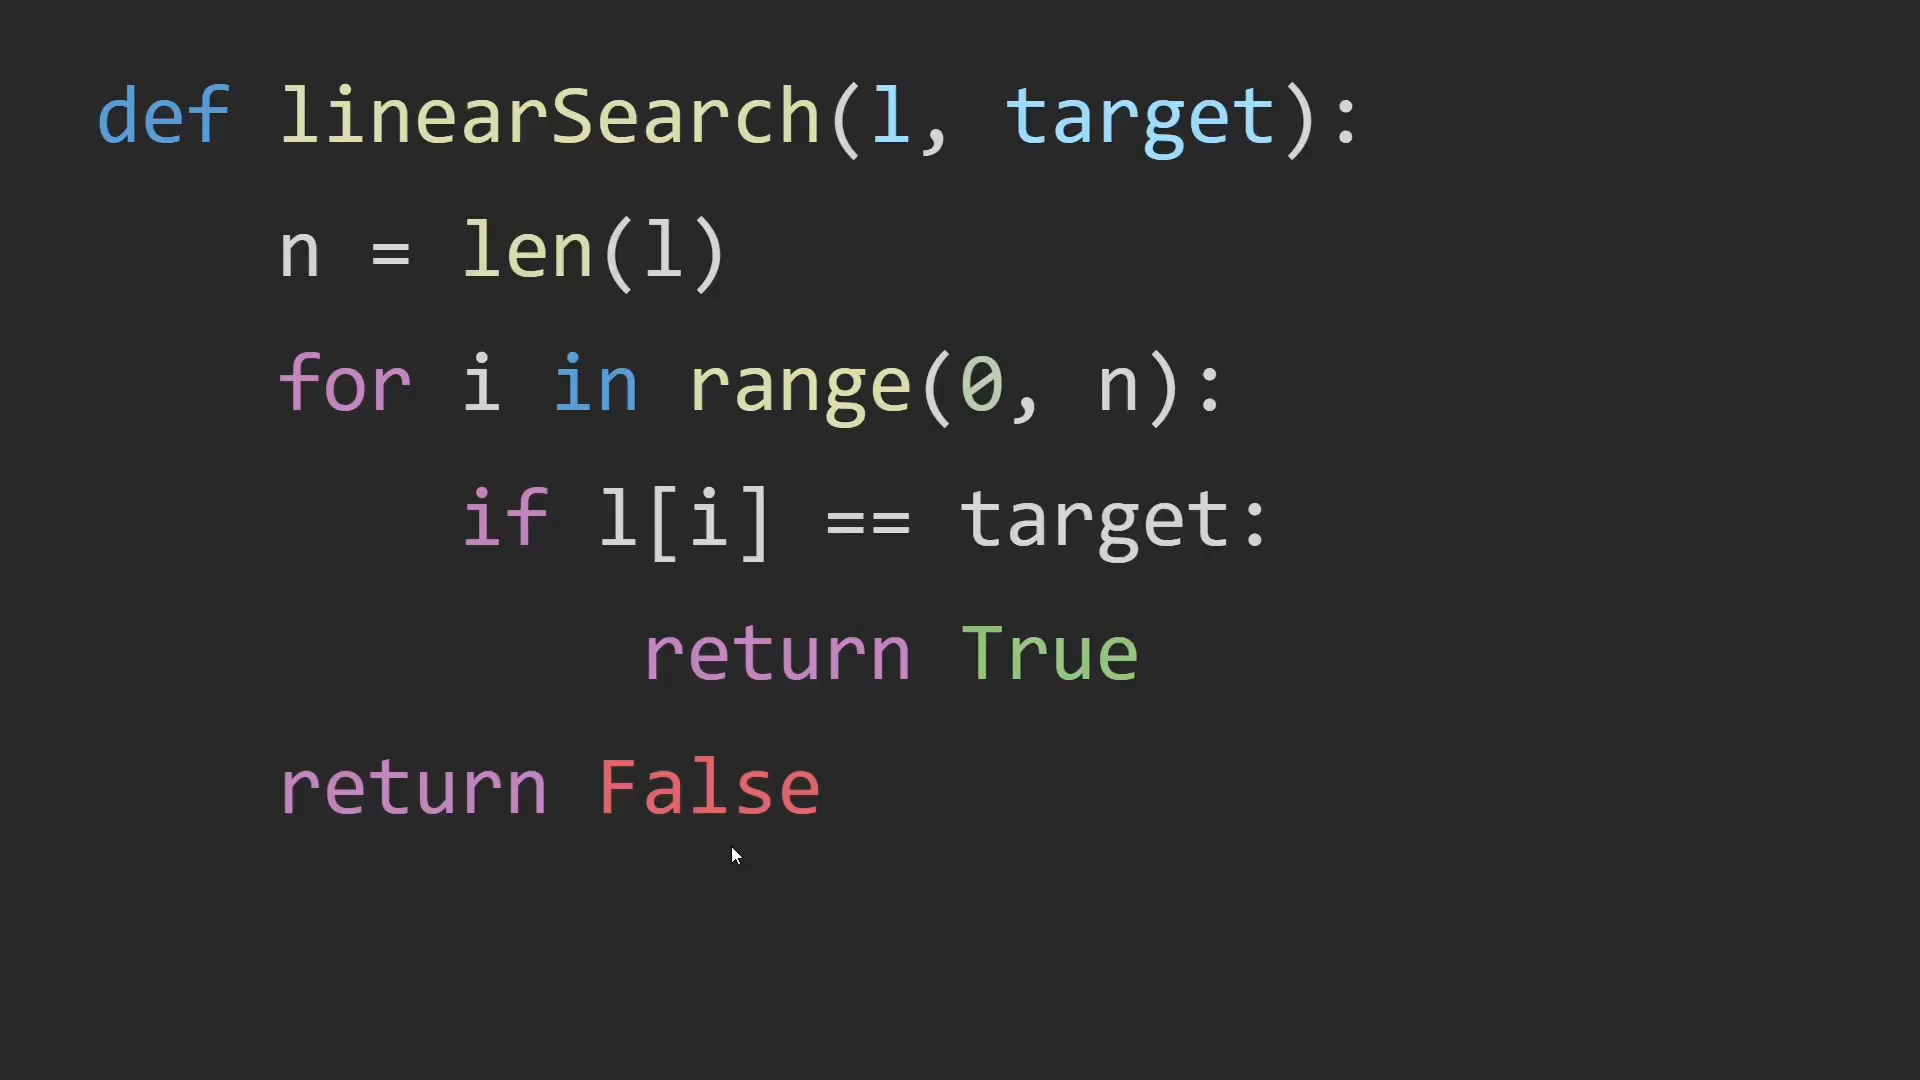 def linearSearch(l, target):
    n = len(l)
    for i in range(0, n):
        if l[i] == target:
            return True
    return False